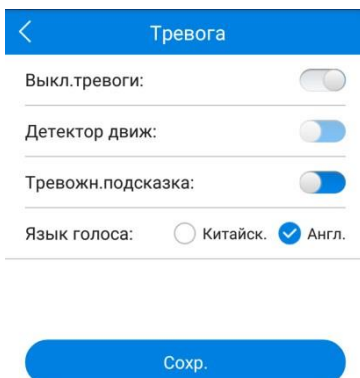 Тревога
Выкл.тревоги:
Детектор движ:
Тревожн.подсказка:
Язык голоса: Китайск. Англ.
Сохр.